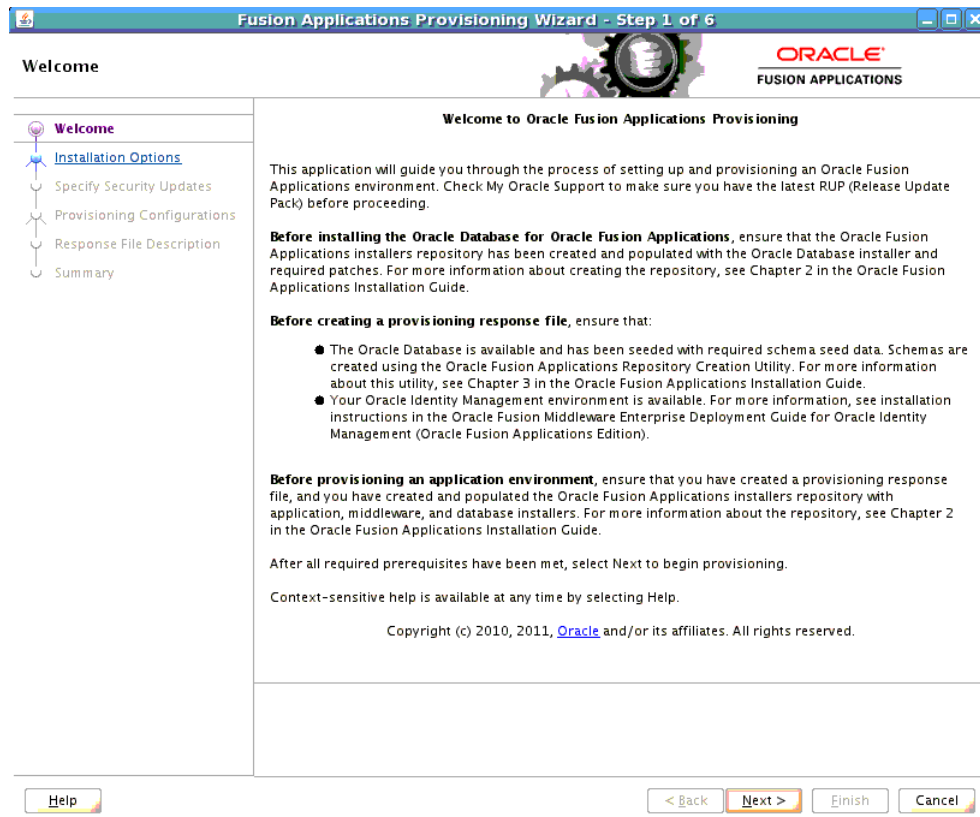 Fusion Applications Provisioning Wizard - Step 1 of 6
Welcome
ORACLE
FUSION APPLICATIONS
Welcome
Installation Options
Specify Security Updates
Provisioning Configurations
Response File Description
Summary
Welcome to Oracle Fusion Applications Provisioning
This application will guide you through the process of setting up and provisioning an Oracle Fusion
Applications environment. Check My Oracle Support to make sure you have the latest RUP (Release Update
Pack) before proceeding.
Before installing the Oracle Database for Oracle Fusion Applications, ensure that the Oracle Fusion
Applications installers repository has been created and populated with the Oracle Database installer and
required patches. For more information about creating the repository, see Chapter 2 in the Oracle Fusion
Applications Installation Guide.
Before creating a provisioning response file, ensure that:
● The Oracle Database is available and has been seeded with required schema seed data. Schemas are
created using the Oracle Fusion Applications Repository Creation Utility. For more information
about this utility, see Chapter 3 in the Oracle Fusion Applications Installation Guide.
● Your Oracle Identity Management environment is available. For more information, see installation
instructions in the Oracle Fusion Middleware Enterprise Deployment Guide for Oracle Identity
Management (Oracle Fusion Applications Edition).
Before provisioning an application environment, ensure that you have created a provisioning response
file, and you have created and populated the Oracle Fusion Applications installers repository with
application, middleware, and database installers. For more information about the repository, see Chapter 2
in the Oracle Fusion Applications Installation Guide.
After all required prerequisites have been met, select Next to begin provisioning.
Context-sensitive help is available at any time by selecting Help.
Copyright (c) 2010, 2011, Oracle and/or its affiliates. All rights reserved.
Help
< Back
Next >
Finish
Cancel